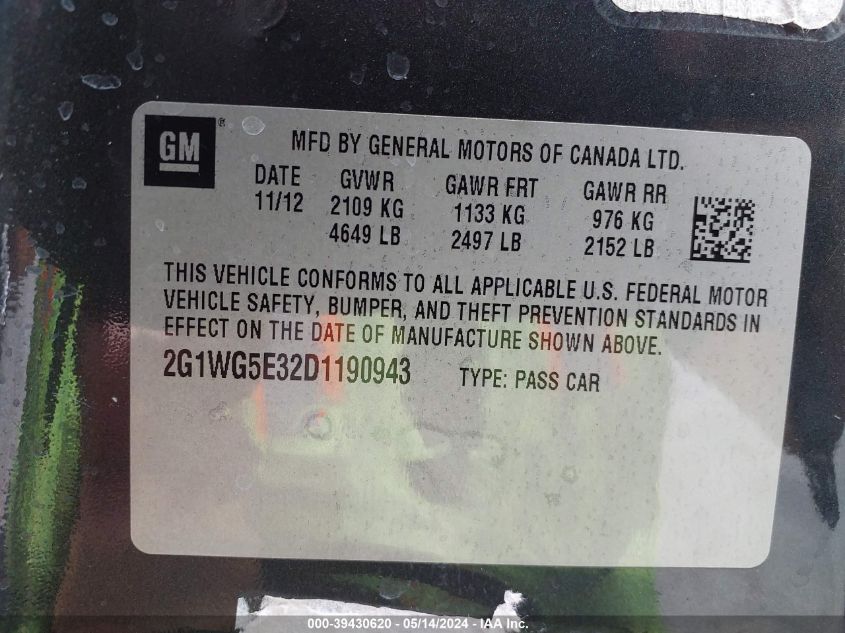 GM®
MFD BY GENERAL MOTORS OF CANADA LTD.
DATE GVWR GAWR FRT GAWR RR
11/12 2109 KG 1133 KG 976 KG
4649 LB 2497 LB 2152 LB
THIS VEHICLE CONFORMS TO ALL APPLICABLE U.S. FEDERAL MOTOR
VEHICLE SAFETY, BUMPER, AND THEFT PREVENTION STANDARDS IN
EFFECT ON THE DATE OF MANUFACTURE SHOWN ABOVE.
2G1WG5E32D1190943 TYPE: PASS CAR
000-39430620 - 05/14/2024 - IAA Inc.